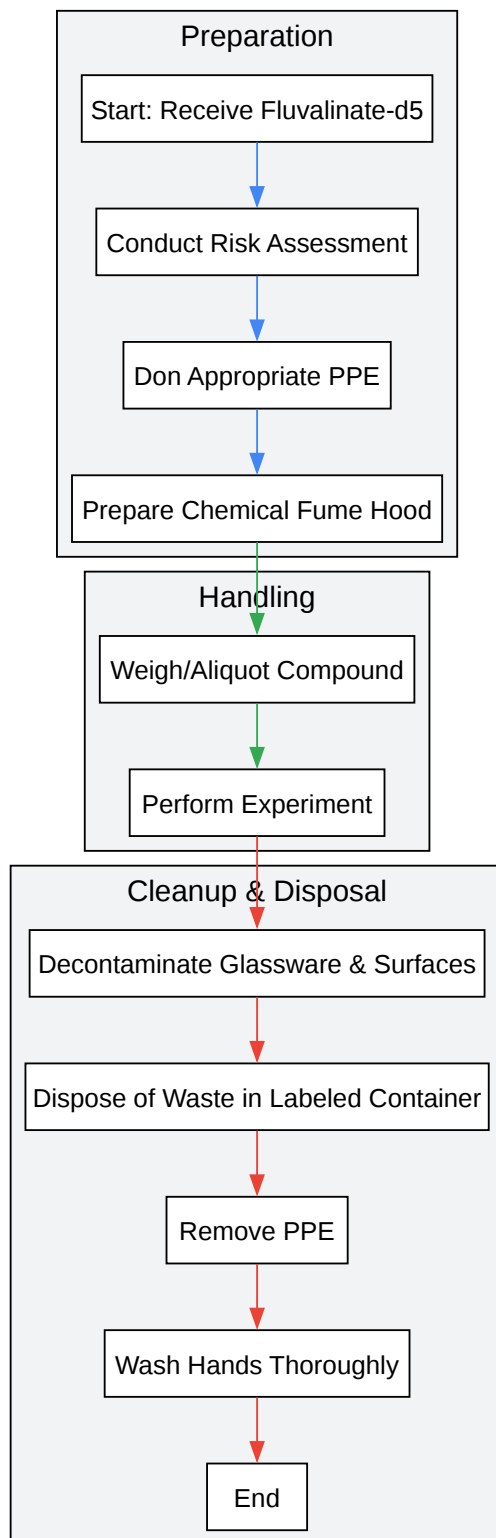 Preparation
Start: Receive Fluvalinate-d5
Conduct Risk Assessment
Don Appropriate PPE
Prepare Chemical Fume Hood
Handling
Weigh/Aliquot Compound
Perform Experiment
Cleanup & Disposal
Decontaminate Glassware & Surfaces
Dispose of Waste in Labeled Container
Remove PPE
Wash Hands Thoroughly
End